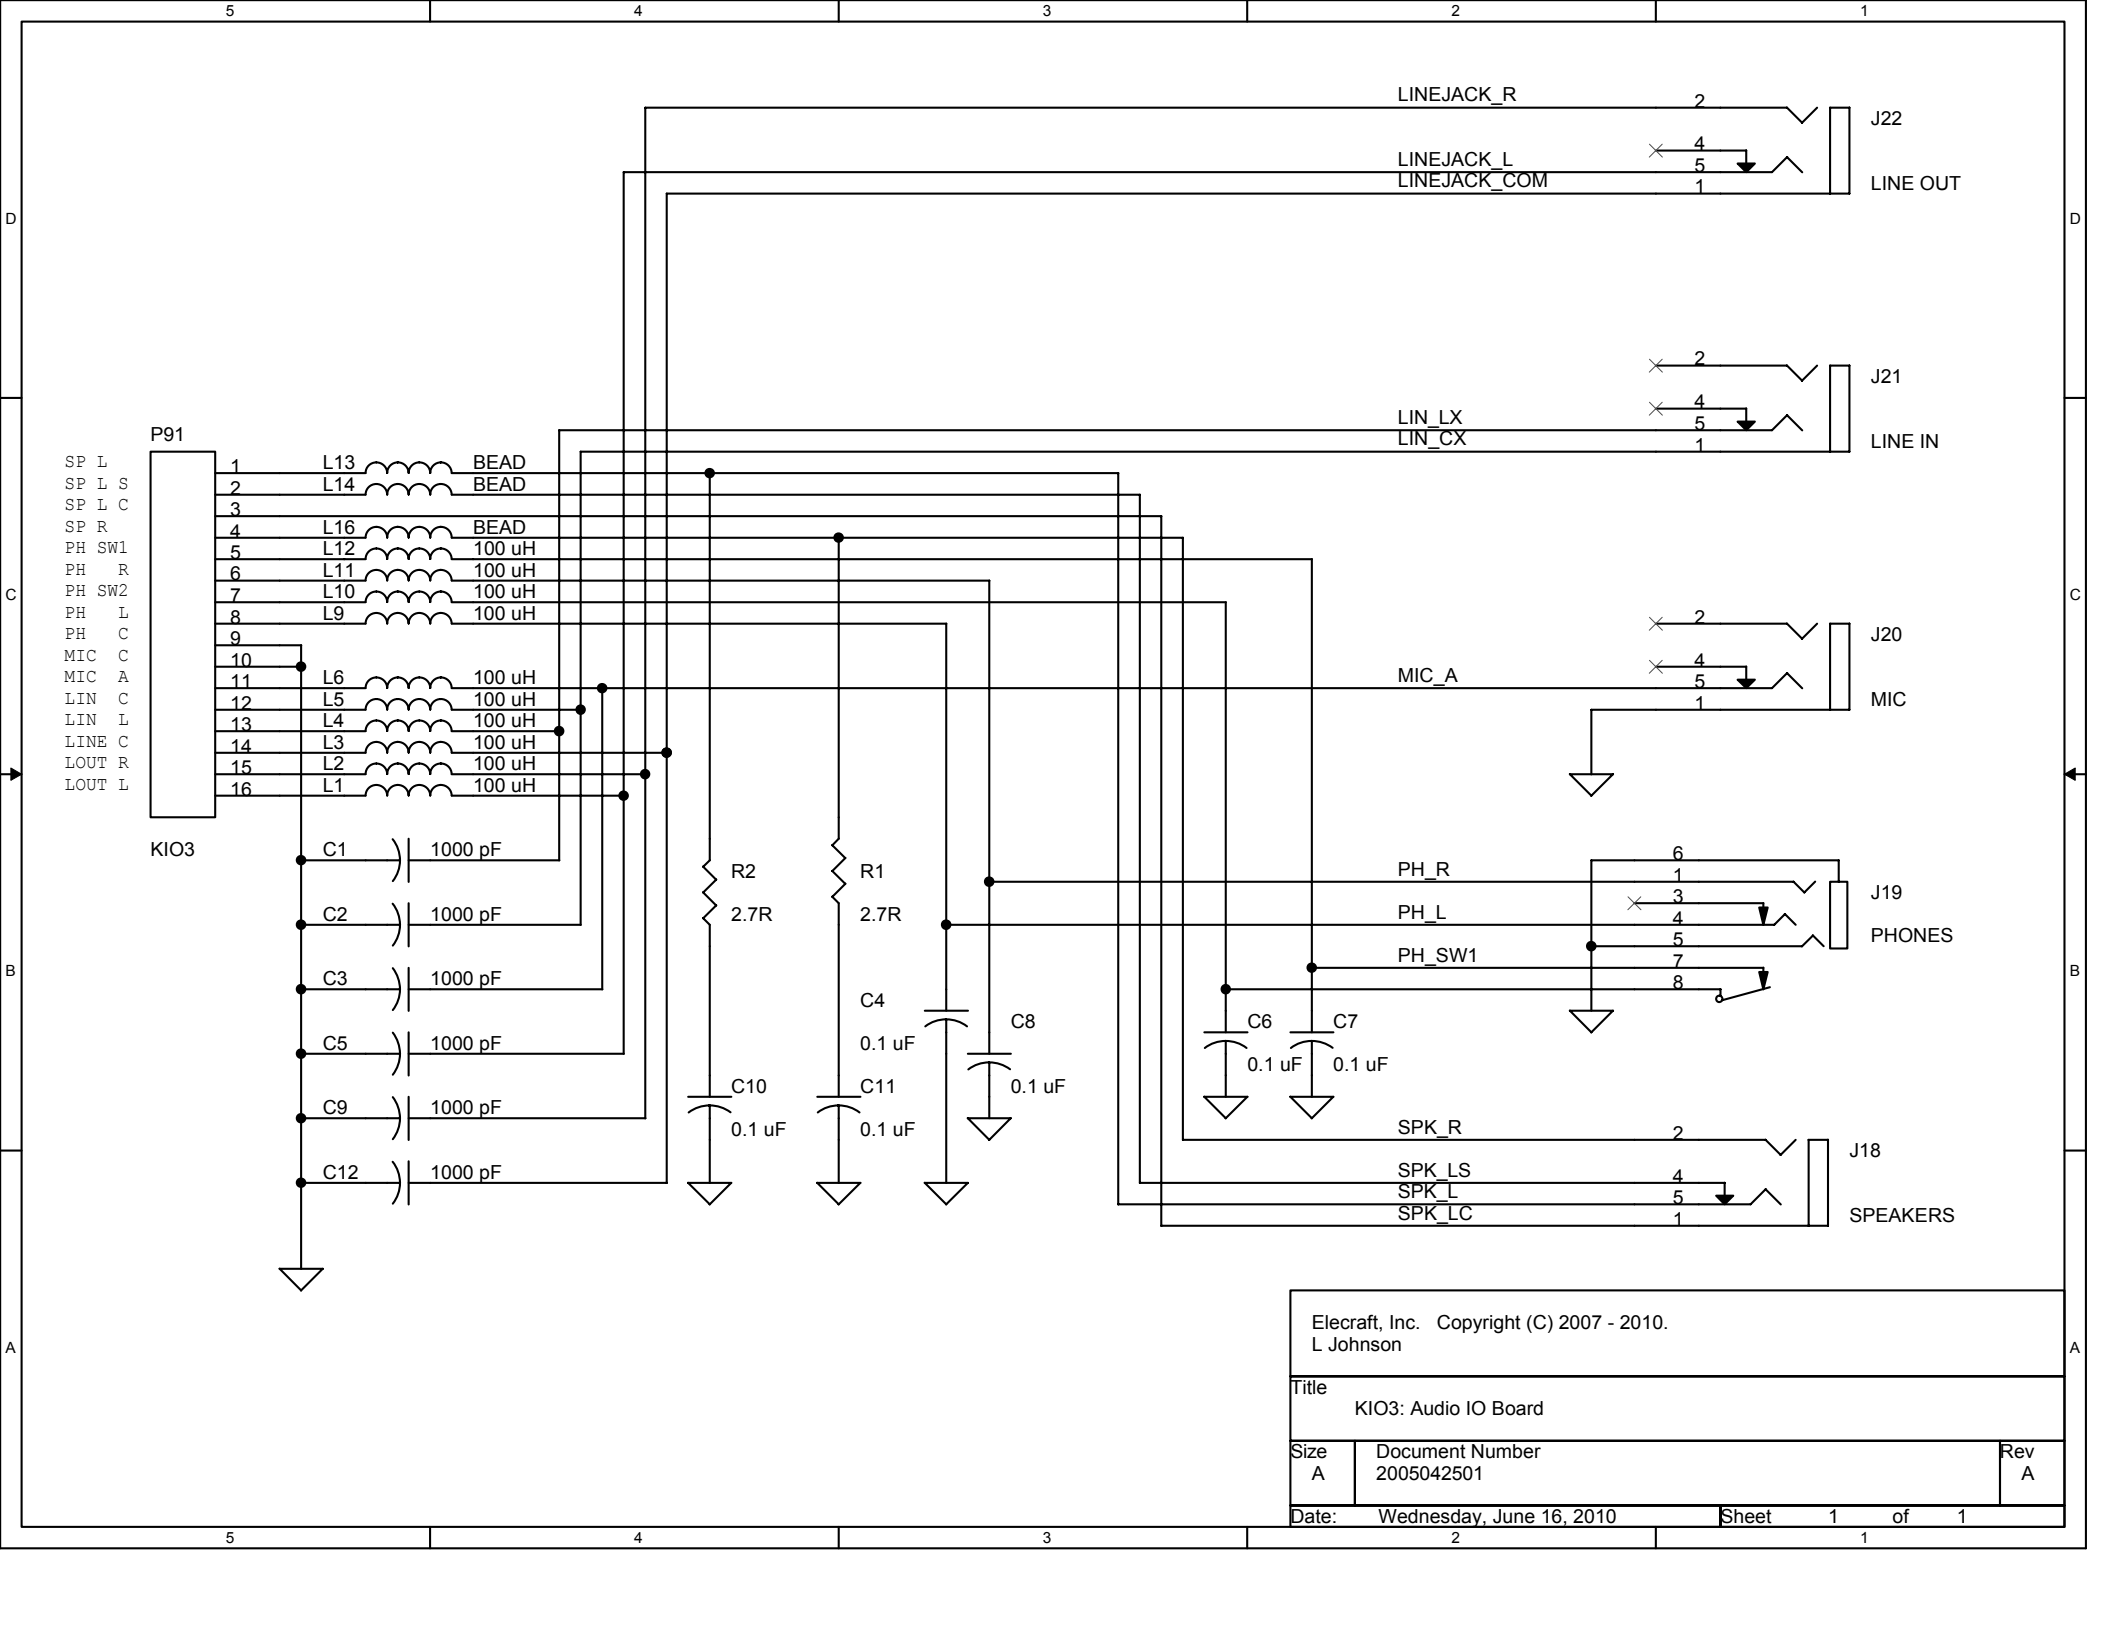 5 4 3 2 1
LINEJACK_R 2
J22
4
LINEJACK_L 5
LINEJACK_COM 1
LINE OUT
D D
2
J21
4
LIN_LX 5
LIN_CX 1
LINE IN
P91
SP L 1 L13 BEAD
SP L S 2 L14 BEAD
SP L C 3
SP R 4 L16 BEAD
PH SW1 5 L12 100 uH
PH R 6 L11 100 uH
PH SW2 7 L10 100 uH
PH L 8 L9 100 uH
PH C 9
MIC C 10
MIC A 11 L6 100 uH
LIN C 12 L5 100 uH
LIN L 13 L4 100 uH
LINE C 14 L3 100 uH
LOUT R 15 L2 100 uH
LOUT L 16 L1 100 uH
KIO3
C C
2
J20
4
MIC_A 5
1
MIC
C1 1000 pF
C2 1000 pF
C3 1000 pF
C5 1000 pF
C9 1000 pF
C12 1000 pF
R2
2.7R
R1
2.7R
C4
0.1 uF
C8
0.1 uF
C10
0.1 uF
C11
0.1 uF
C6
0.1 uF
C7
0.1 uF
6
PH_R 1
J19
3
PH_L 4
5
PHONES
PH_SW1 7
8
B B
SPK_R 2
J18
SPK_LS 4
SPK_L 5
SPK_LC 1
SPEAKERS
A A
Elecraft, Inc. Copyright (C) 2007 - 2010.
L Johnson
Title
KIO3: Audio IO Board
Size Document Number Rev
A 2005042501 A
Date: Wednesday, June 16, 2010 Sheet 1 of 1
5 4 3 2 1